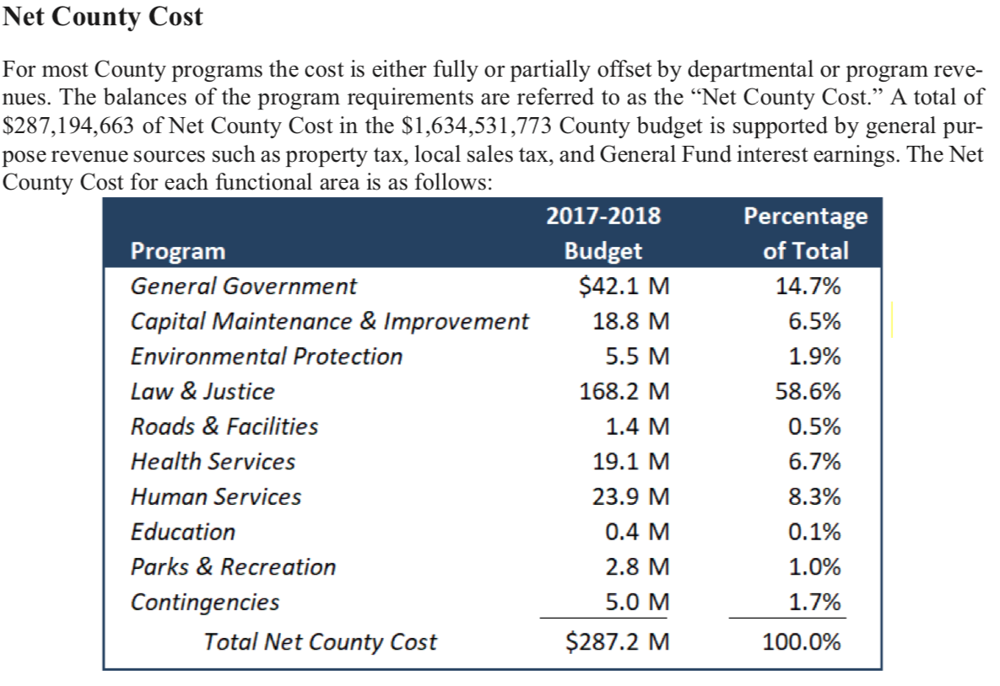 Net County Cost
For most County programs the cost is either fully or partially offset by departmental or program reve-
nues. The balances of the program requirements are referred to as the “Net County Cost.” A total of
$287,194,663 of Net County Cost in the $1,634,531,773 County budget is supported by general pur-
pose revenue sources such as property tax, local sales tax, and General Fund interest earnings. The Net
County Cost for each functional area is as follows:
2017-2018 Percentage
Program Budget of Total
General Government $42.1 M 14.7%
Capital Maintenance & Improvement 18.8 M 6.5%
Environmental Protection 5.5 M 1.9%
Law & Justice 168.2 M 58.6%
Roads & Facilities 1.4 M 0.5%
Health Services 19.1 M 6.7%
Human Services 23.9 M 8.3%
Education 0.4 M 0.1%
Parks & Recreation 2.8 M 1.0%
Contingencies 5.0 M 1.7%
Total Net County Cost $287.2 M 100.0%